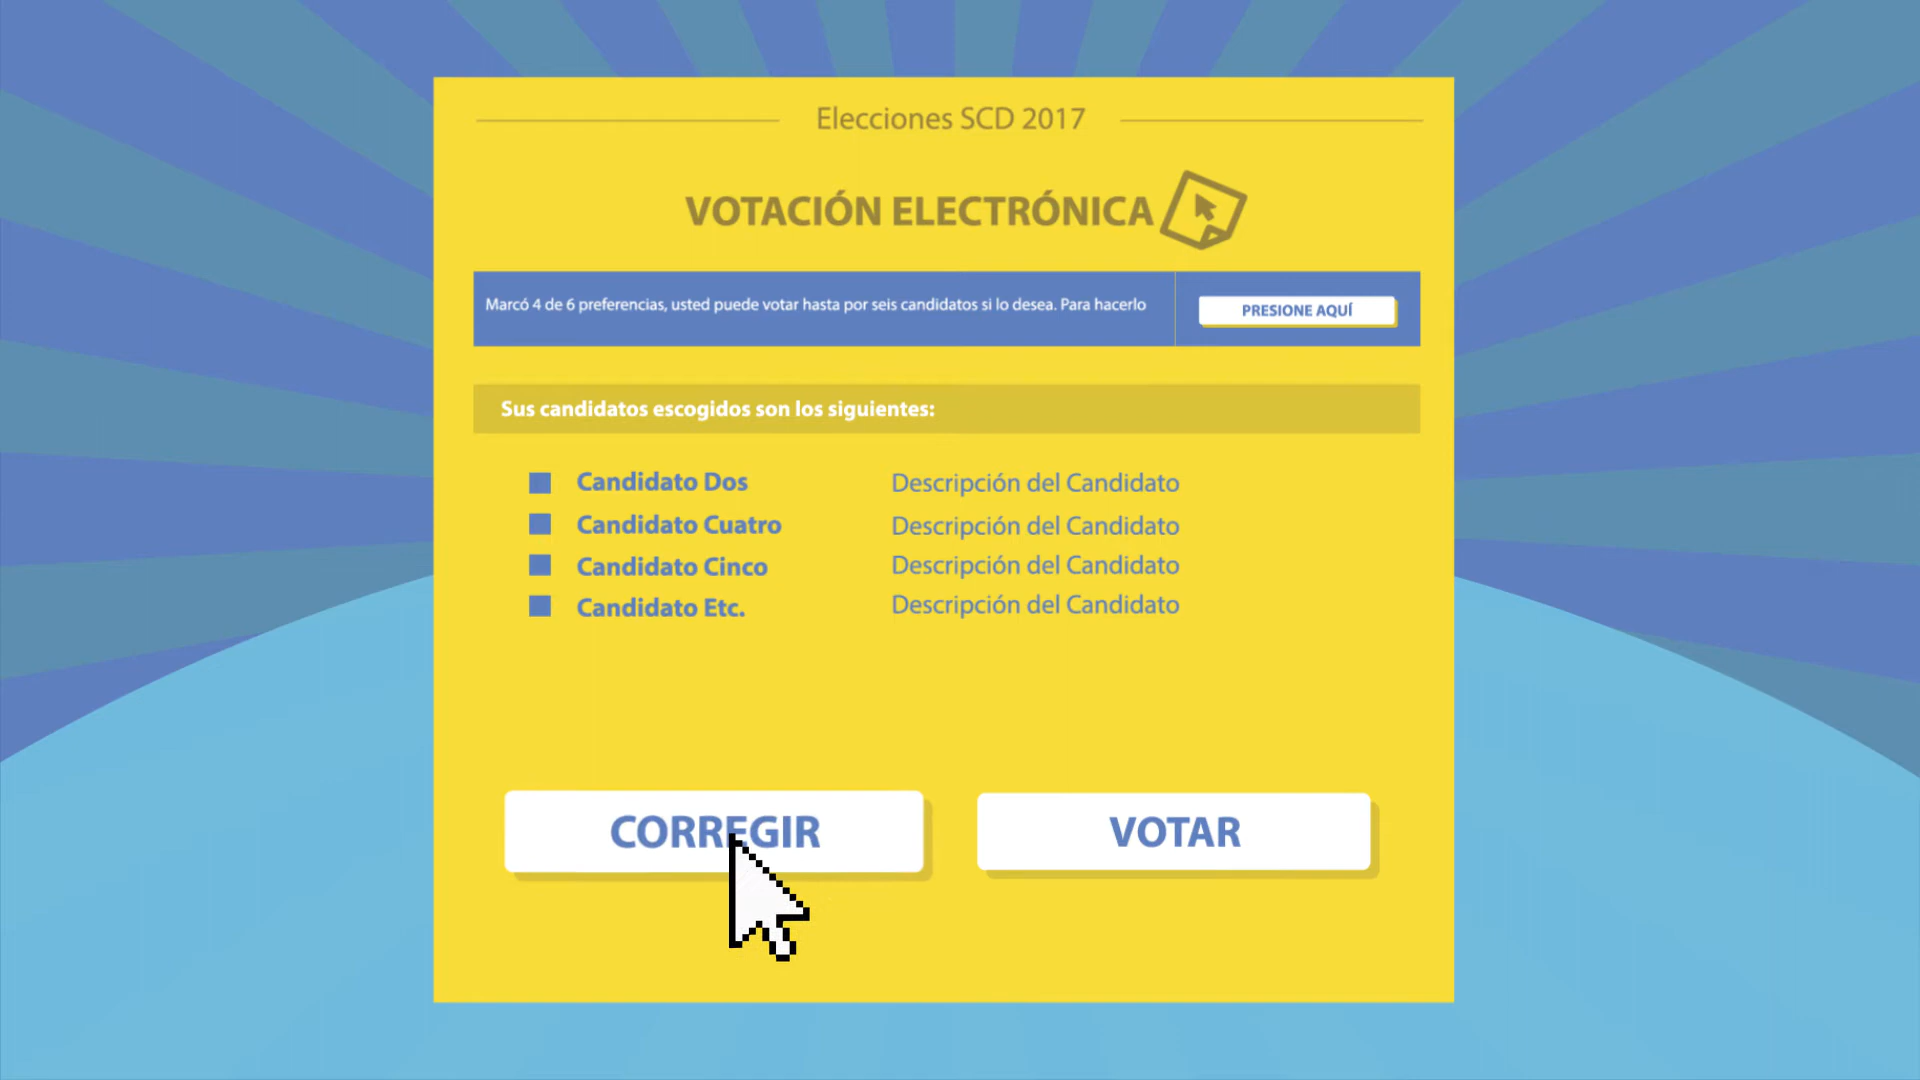 Elecciones SCD 2017
VOTACIÓN ELECTRÓNICA
Marcó 4 de 6 preferencias, usted puede votar hasta por seis candidatos si lo desea. Para hacerlo
PRESIONE AQUÍ
Sus candidatos escogidos son los siguientes:
Candidato Dos Descripción del Candidato
Candidato Cuatro Descripción del Candidato
Candidato Cinco Descripción del Candidato
Candidato Etc. Descripción del Candidato
CORREGIR VOTAR